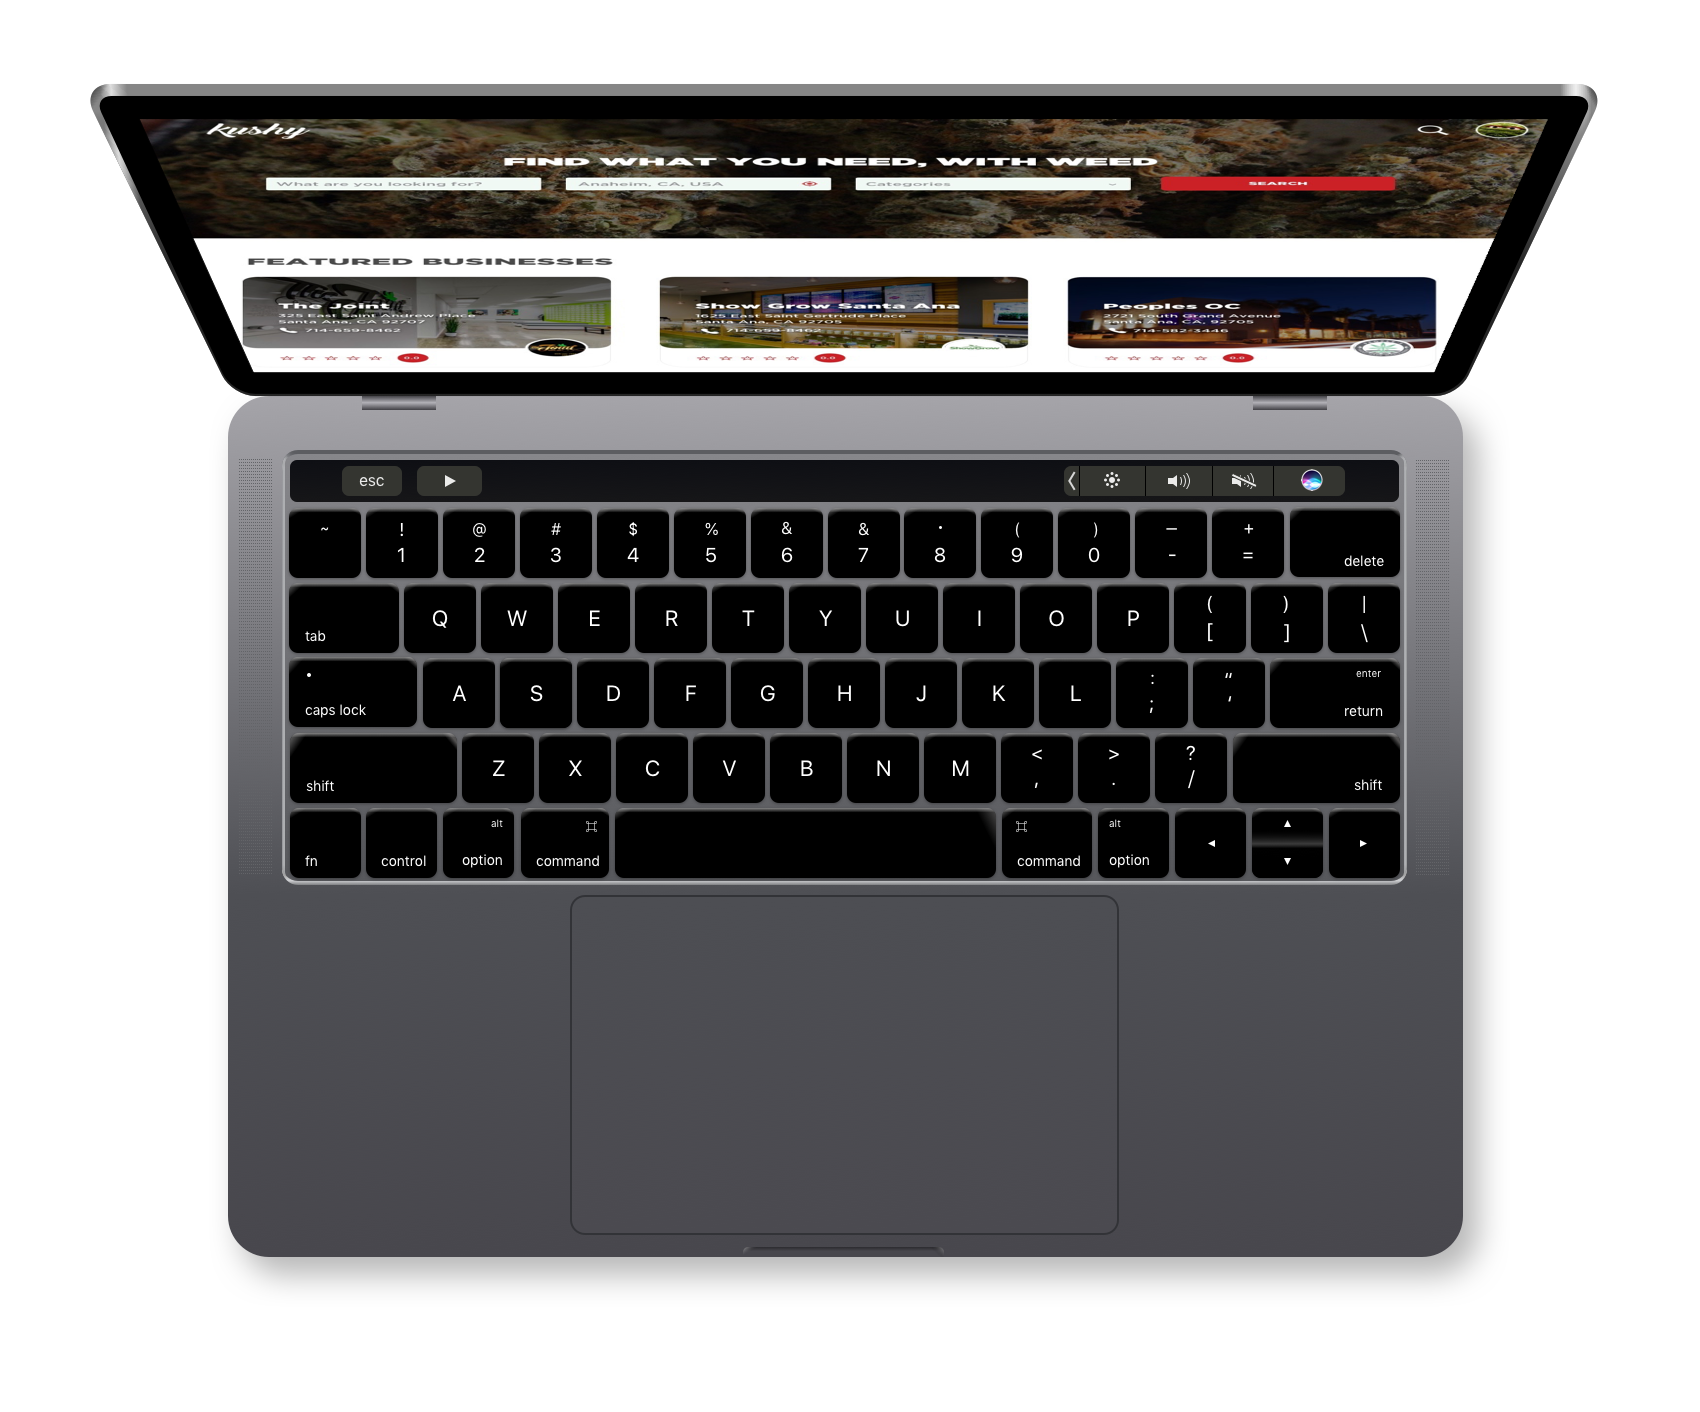 kushy
FIND WHAT YOU NEED, WITH WEED
What are you looking for?
Anaheim, CA, USA
Categories
SEARCH
FEATURED BUSINESSES
The Joint
325 East Saint Andrew Place
Santa Ana, CA 92707
714-659-8462
0.0
Show Grow Santa Ana
1625 East Saint Gertrude Place
Santa Ana, CA 92705
714-659-8462
ShowGrow
0.0
Peoples OC
2721 South Grand Avenue
Santa Ana, CA, 92705
714-582-3446
0.0
esc
~ ! @ # $ % & & • ( ) — +
1 2 3 4 5 6 7 8 9 0 - = delete
( ) |
tab Q W E R T Y U I O P [ ] \
: " enter
caps lock A S D F G H J K L ; ' return
< > ?
shift Z X C V B N M , . / shift
alt ⌘ ⌘ alt
fn control option command command option